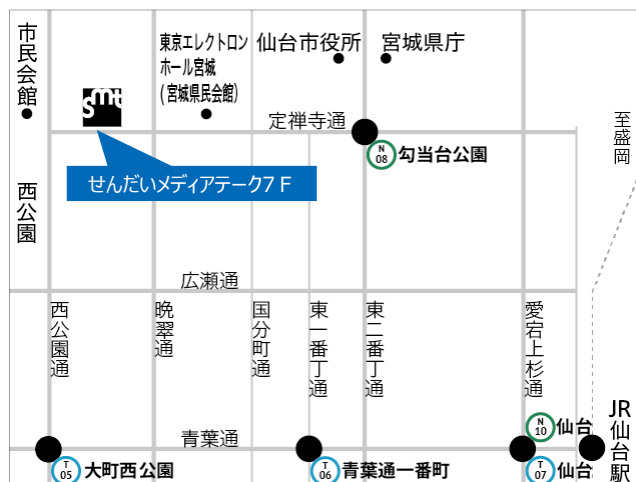 市民会館
smt
東京エレクトロン
ホール宮城
(宮城県民会館)
仙台市役所
宮城県庁
定禅寺通
至盛岡
N
08
勾当台公園
せんだいメディアテーク7F
西公園
広瀬通
西公園通
晩翠通
国分町通
東一番丁通
東二番丁通
愛宕上杉通
青葉通
N
10
仙台
JR仙台駅
T
05
大町西公園
T
06
青葉通一番町
T
07
仙台